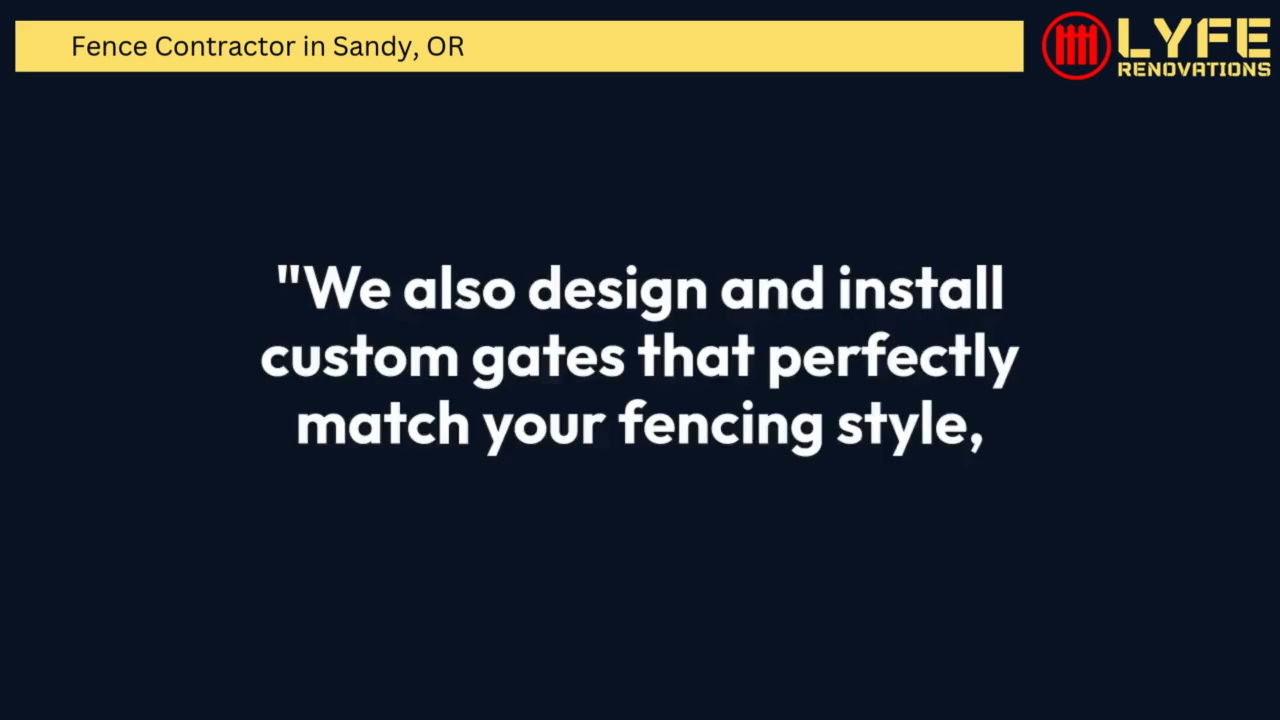 Fence Contractor in Sandy, OR
LYFE
RENOVATIONS
"We also design and install
custom gates that perfectly
match your fencing style,